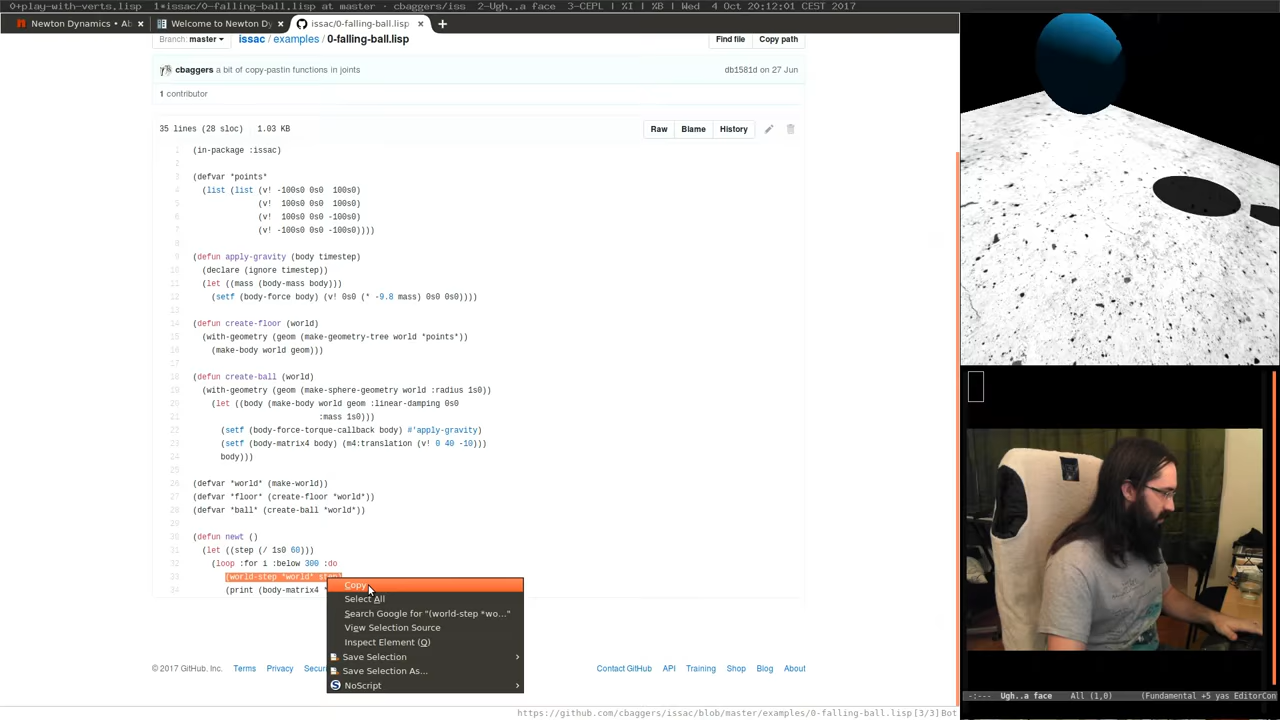 0*play-with-verts.lisp 1*issac/0-falling-ball.lisp at master · cbaggers/iss 2-Ugh..a face 3-CEPL | %I | %B | Wed 4 Oct 20:12:01 CEST 2017
Newton Dynamics • Ab
Welcome to Newton Dy
issac/0-falling-ball.lisp
Branch: master
issac / examples / 0-falling-ball.lisp
Find file
Copy path
cbaggers a bit of copy-pastin functions in joints
db1581d on 27 Jun
1 contributor
35 lines (28 sloc) 1.03 KB
Raw
Blame
History
1 (in-package :issac)
2
3 (defvar *points*
4 (list (list (v! -100s0 0s0 100s0)
5 (v! 100s0 0s0 100s0)
6 (v! 100s0 0s0 -100s0)
7 (v! -100s0 0s0 -100s0))))
8
9 (defun apply-gravity (body timestep)
10 (declare (ignore timestep))
11 (let ((mass (body-mass body)))
12 (setf (body-force body) (v! 0s0 (* -9.8 mass) 0s0 0s0))))
13
14 (defun create-floor (world)
15 (with-geometry (geom (make-geometry-tree world *points*))
16 (make-body world geom)))
17
18 (defun create-ball (world)
19 (with-geometry (geom (make-sphere-geometry world :radius 1s0))
20 (let ((body (make-body world geom :linear-damping 0s0
21 :mass 1s0)))
22 (setf (body-force-torque-callback body) #'apply-gravity)
23 (setf (body-matrix4 body) (m4:translation (v! 0 40 -10)))
24 body)))
25
26 (defvar *world* (make-world))
27 (defvar *floor* (create-floor *world*))
28 (defvar *ball* (create-ball *world*))
29
30 (defun newt ()
31 (let ((step (/ 1s0 60)))
32 (loop :for i :below 300 :do
33 (world-step *world* step)
34 (print (body-matrix4 *
Copy
Select All
Search Google for "(world-step *wo..."
View Selection Source
Inspect Element (Q)
Save Selection
Save Selection As...
NoScript
© 2017 GitHub, Inc. Terms Privacy Secur
Contact GitHub API Training Shop Blog About
-:--- Ugh..a face All (1,0) (Fundamental +5 yas EditorCon
https://github.com/cbaggers/issac/blob/master/examples/0-falling-ball.lisp [3/3] Bot